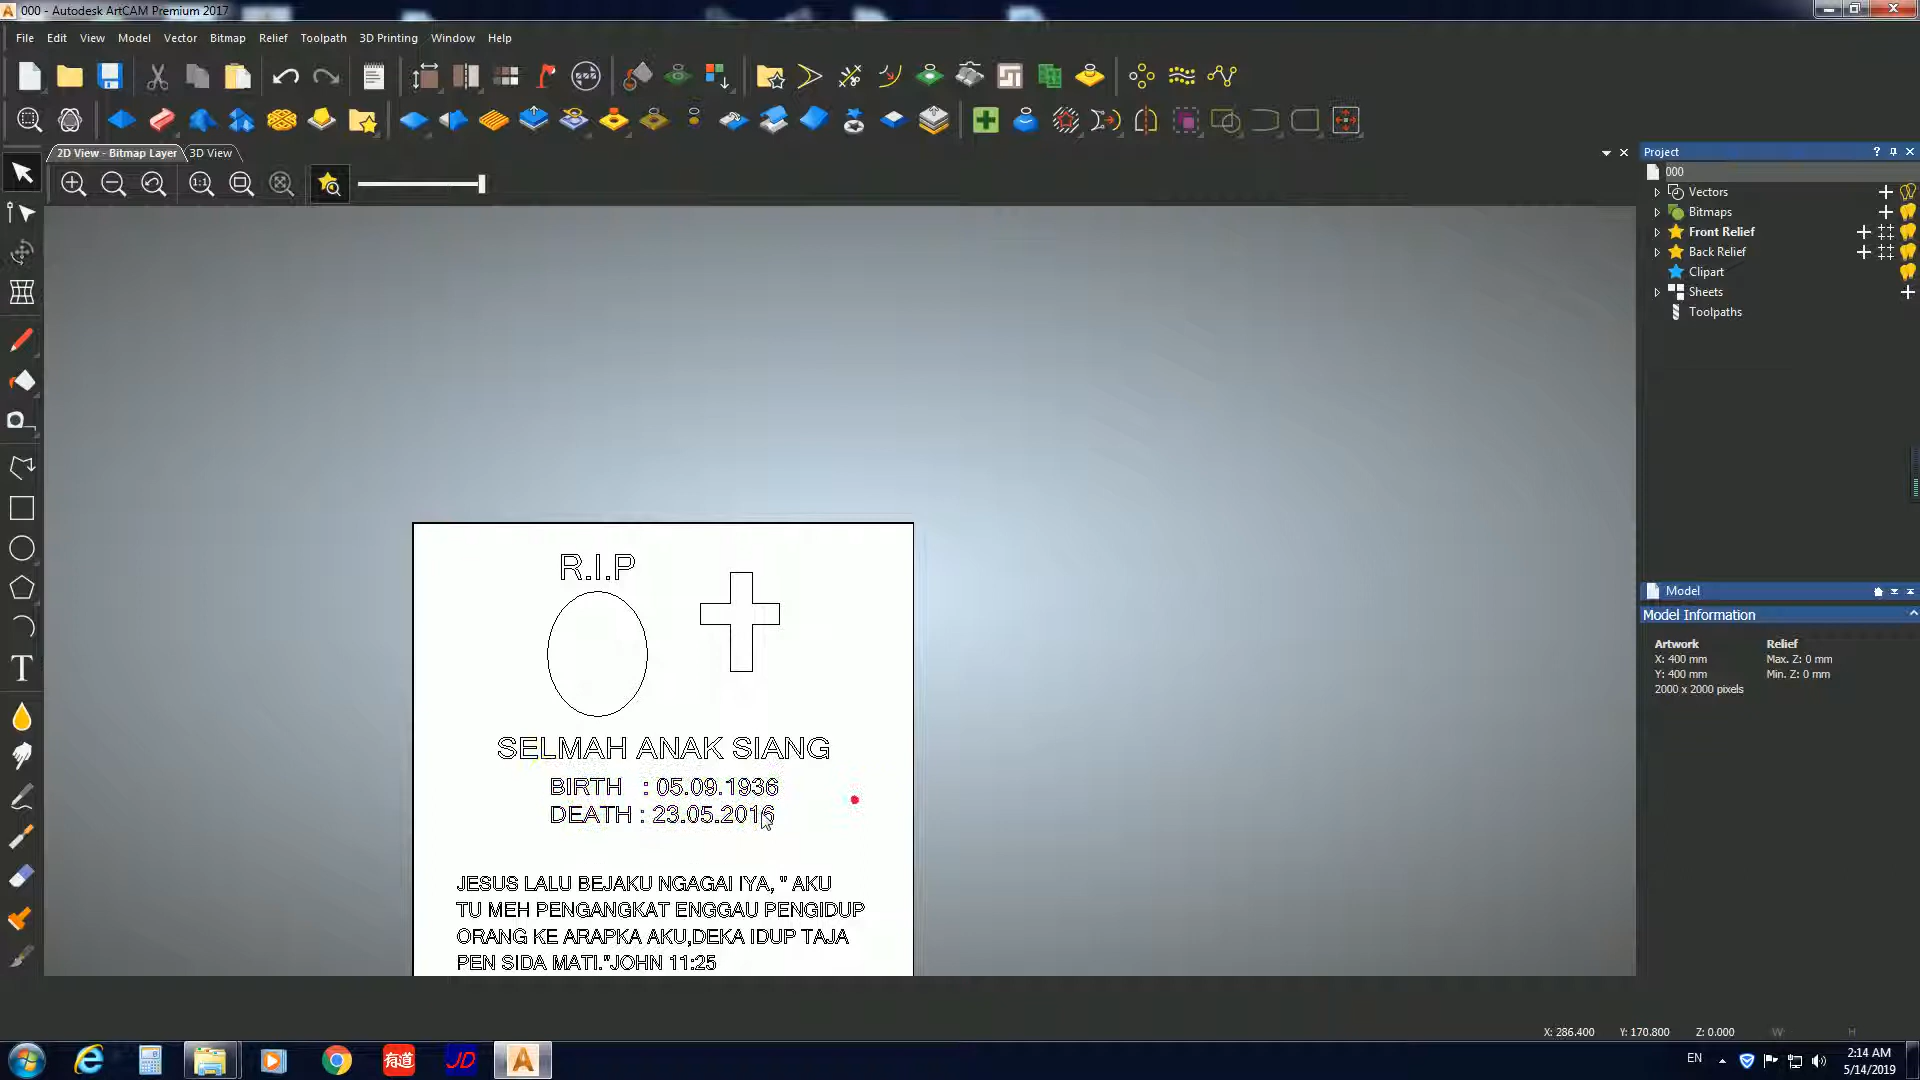 000 - Autodesk ArtCAM Premium 2017
File Edit View Model Vector Bitmap Relief Toolpath 3D Printing Window Help
2D View - Bitmap Layer 3D View
1:1
Project
000
Vectors
Bitmaps
Front Relief
Back Relief
Clipart
Sheets
Toolpaths
R.I.P
SELMAH ANAK SIANG
BIRTH : 05.09.1936
DEATH : 23.05.2016
JESUS LALU BEJAKU NGAGAI IYA, " AKU
TU MEH PENGANGKAT ENGGAU PENGIDUP
ORANG KE ARAPKA AKU,DEKA IDUP TAJA
PEN SIDA MATI."JOHN 11:25
Model
Model Information
Artwork Relief
X: 400 mm Max. Z: 0 mm
Y: 400 mm Min. Z: 0 mm
2000 x 2000 pixels
X: 286.400 Y: 170.800 Z: 0.000 W: H:
有道 JD A
EN 2:14 AM
5/14/2019